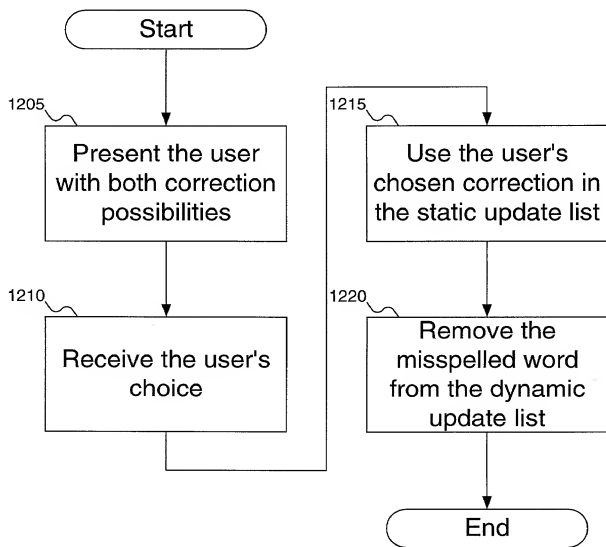 Start
1205
Present the user
with both correction
possibilities
1210
Receive the user's
choice
1215
Use the user's
chosen correction in
the static update list
1220
Remove the
misspelled word
from the dynamic
update list
End